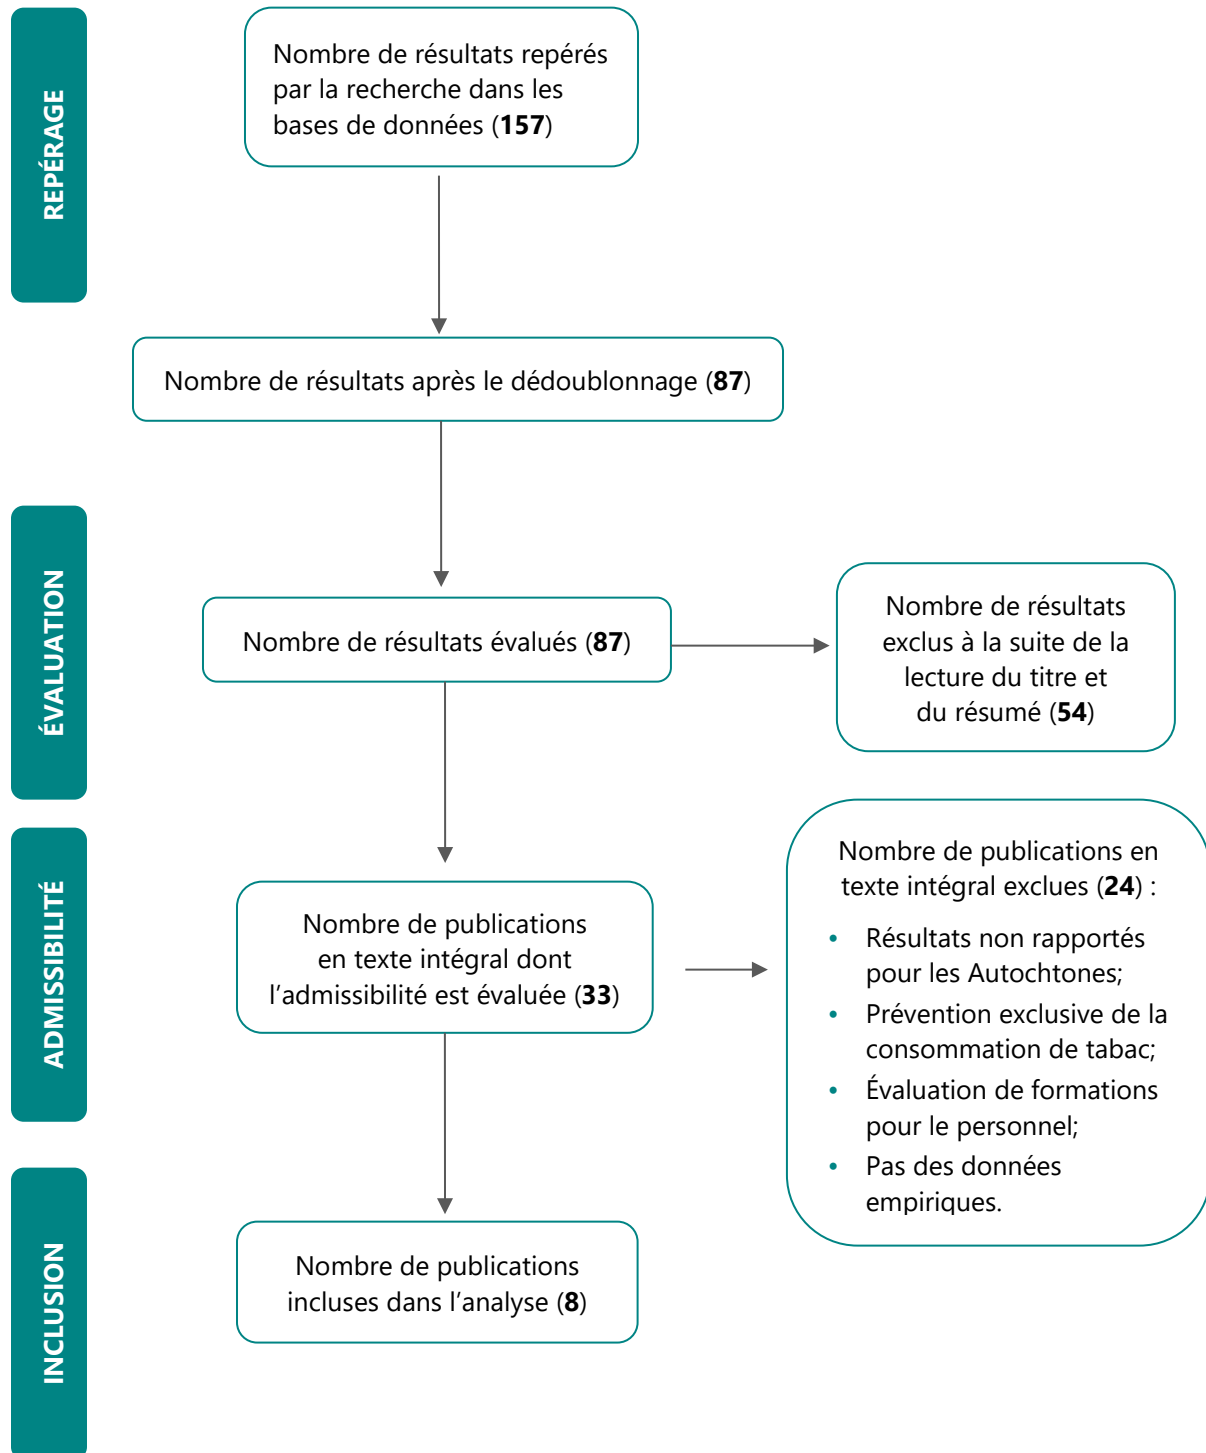 REPÉRAGE
Nombre de résultats repérés
par la recherche dans les
bases de données (157)
Nombre de résultats après le dédoublonnage (87)
ÉVALUATION
Nombre de résultats évalués (87)
Nombre de résultats
exclus à la suite de la
lecture du titre et
du résumé (54)
ADMISSIBILITÉ
Nombre de publications
en texte intégral dont
l’admissibilité est évaluée (33)
Nombre de publications en
texte intégral exclues (24) :
• Résultats non rapportés
pour les Autochtones;
• Prévention exclusive de la
consommation de tabac;
• Évaluation de formations
pour le personnel;
• Pas des données
empiriques.
INCLUSION
Nombre de publications
incluses dans l’analyse (8)